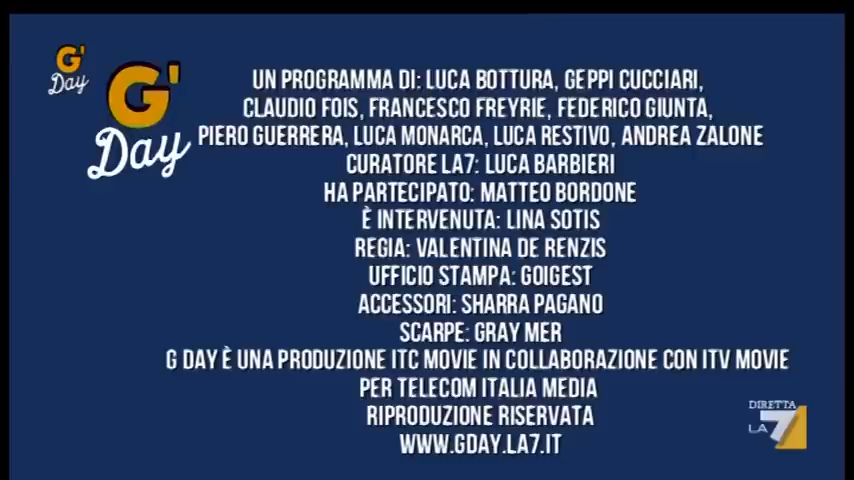 G'
Day
G'
Day
UN PROGRAMMA DI: LUCA BOTTURA, GEPPI CUCCIARI,
CLAUDIO FOIS, FRANCESCO FREYRIE, FEDERICO GIUNTA,
PIERO GUERRERA, LUCA MONARCA, LUCA RESTIVO, ANDREA ZALONE
CURATORE LA7: LUCA BARBIERI
HA PARTECIPATO: MATTEO BORDONE
È INTERVENUTA: LINA SOTIS
REGIA: VALENTINA DE RENZIS
UFFICIO STAMPA: GOIGEST
ACCESSORI: SHARRA PAGANO
SCARPE: GRAY MER
G DAY È UNA PRODUZIONE ITC MOVIE IN COLLABORAZIONE CON ITV MOVIE
PER TELECOM ITALIA MEDIA
RIPRODUZIONE RISERVATA
WWW.GDAY.LA7.IT
DIRETTA
LA7